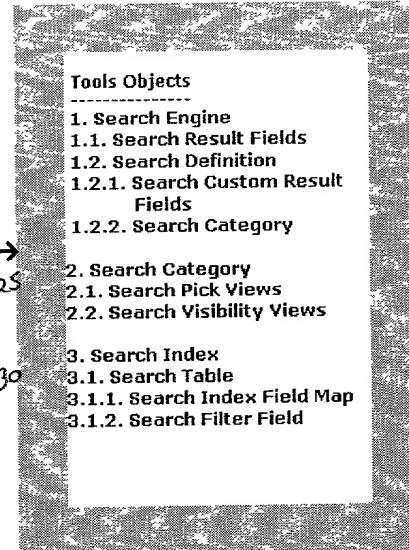 Tools Objects
---------------
1. Search Engine
1.1. Search Result Fields
1.2. Search Definition
1.2.1. Search Custom Result
Fields
1.2.2. Search Category
2. Search Category
2.1. Search Pick Views
2.2. Search Visibility Views
3. Search Index
3.1. Search Table
3.1.1. Search Index Field Map
3.1.2. Search Filter Field